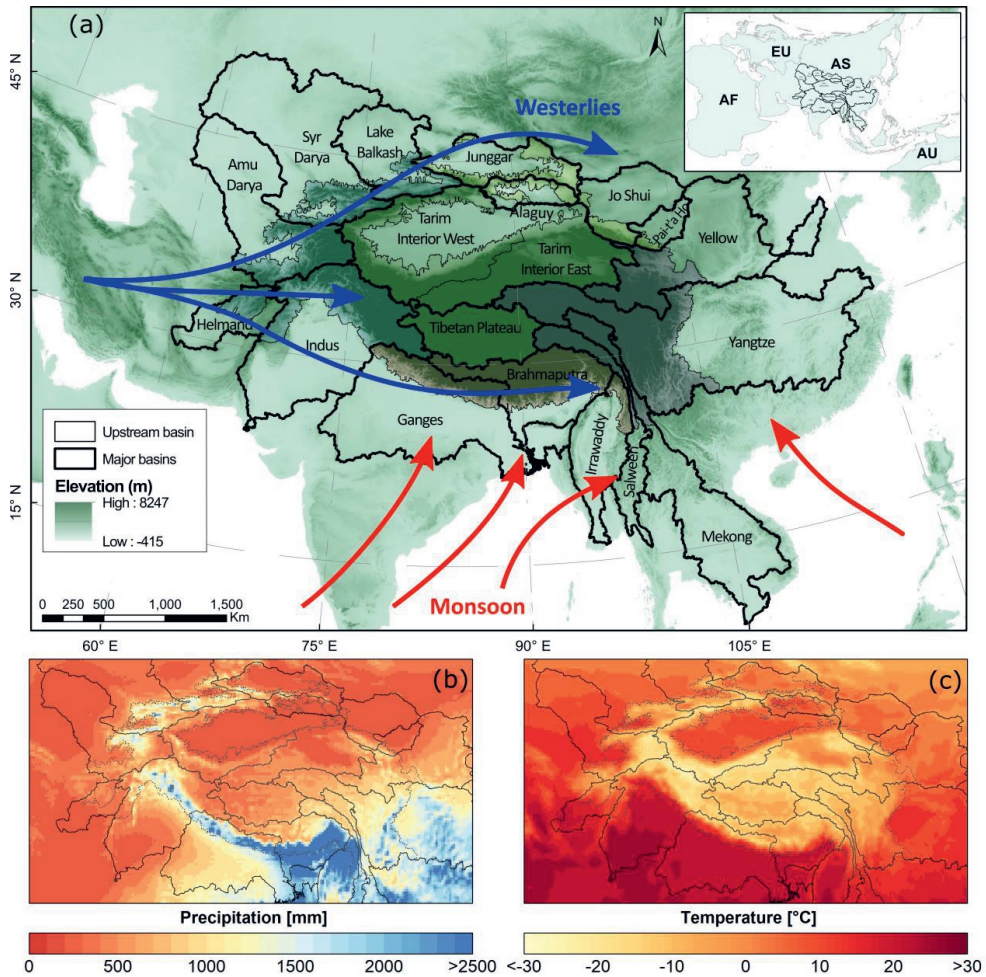 (a)
N
EU
AS
AF
AU
45° N
30° N
15° N
Westerlies
Syr
Darya
Lake
Balkash
Junggar
Amu
Darya
Jo Shui
Alaguy
Tarim
Interior West
Pai-t'a Ho
Yellow
Tarim
Interior East
Helmand
Indus
Tibetan Plateau
Yangtze
Brahmaputra
Ganges
Irrawaddy
Salween
Mekong
Monsoon
Upstream basin
Major basins
Elevation (m)
High : 8247
Low : -415
0 250 500 1,000 1,500
Km
60° E 75° E 90° E 105° E
(b)
(c)
Precipitation [mm]
0 500 1000 1500 2000 >2500
Temperature [°C]
<-30 -20 -10 0 10 20 >30